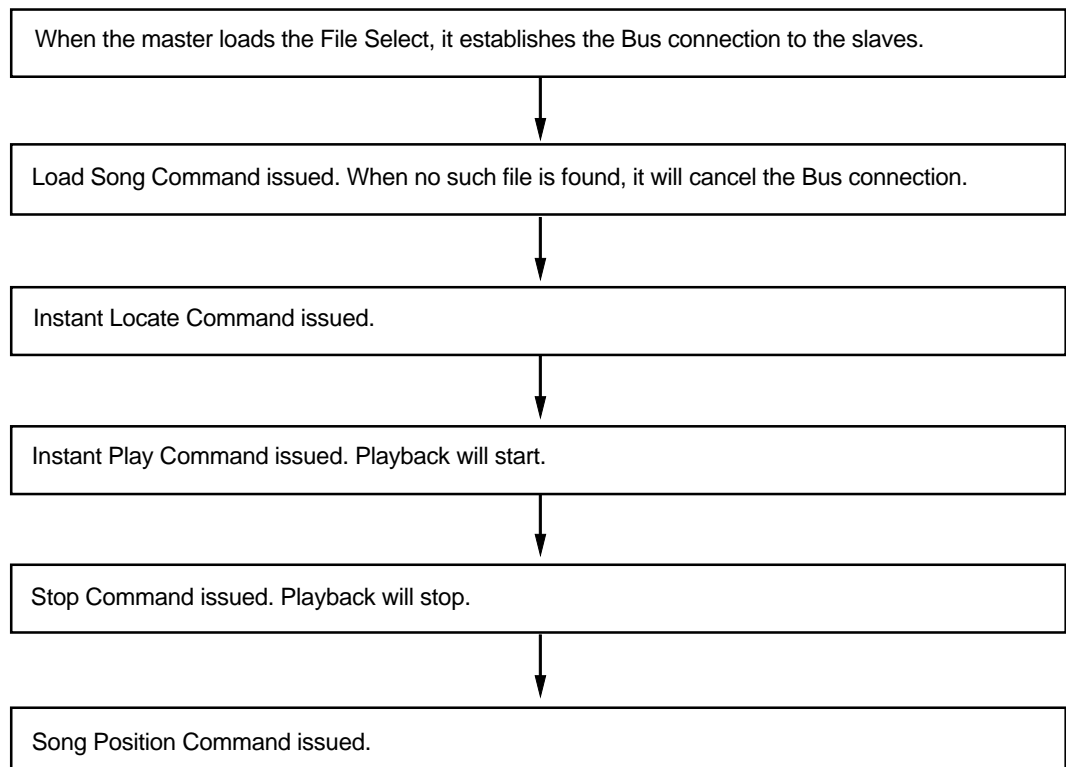 When the master loads the File Select, it establishes the Bus connection to the slaves.
Load Song Command issued. When no such file is found, it will cancel the Bus connection.
Instant Locate Command issued.
Instant Play Command issued. Playback will start.
Stop Command issued. Playback will stop.
Song Position Command issued.